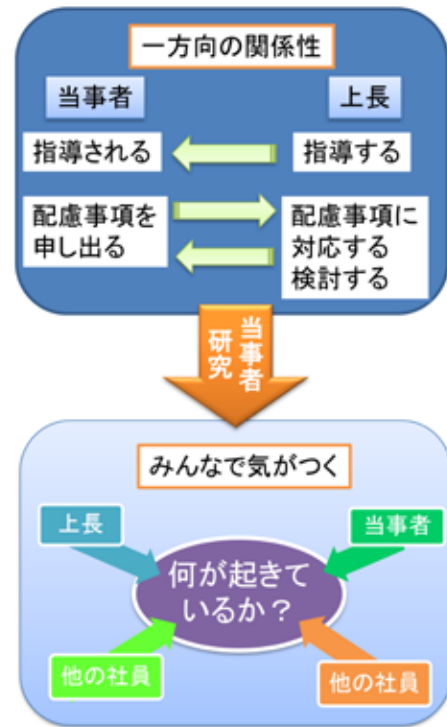 一方向の関係性
当事者
上長
指導される
指導する
配慮事項を
申し出る
配慮事項に
対応する
検討する
当事者
研究
みんなで気がつく
上長
当事者
何が起きて
いるか？
他の社員
他の社員